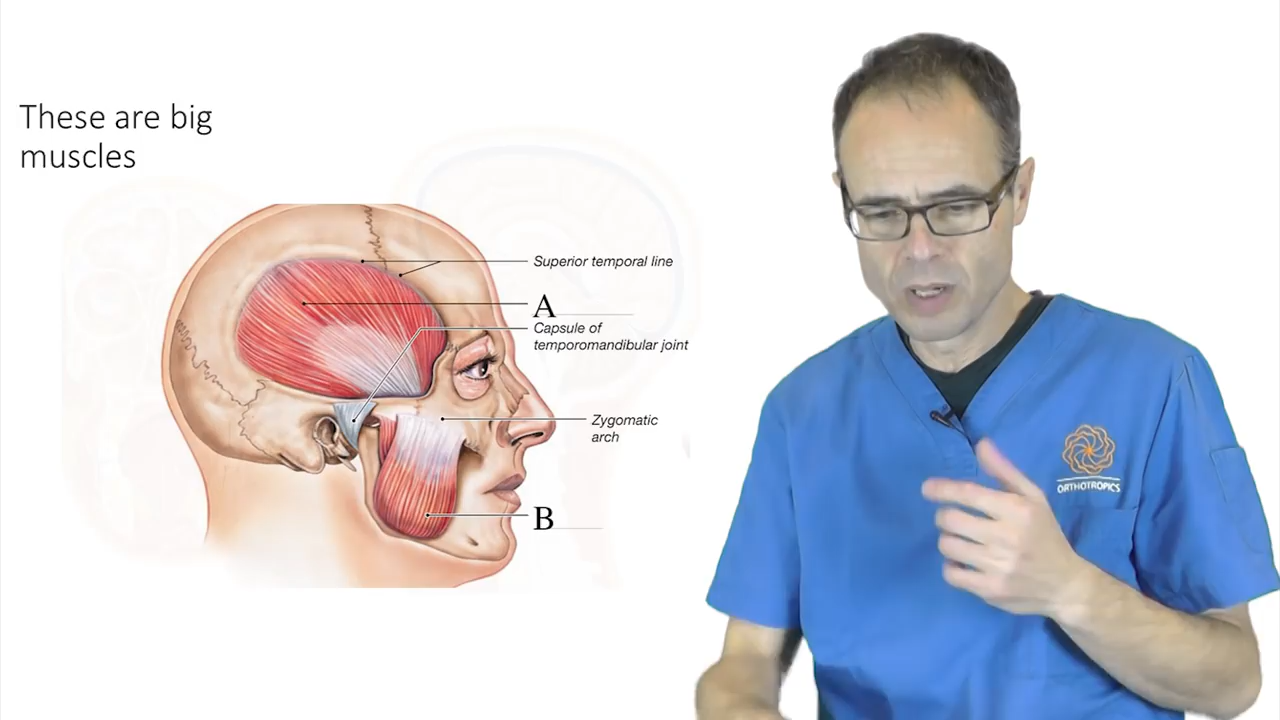 These are big
muscles
Superior temporal line
A
Capsule of
temporomandibular joint
Zygomatic
arch
B
ORTHOTROPICS